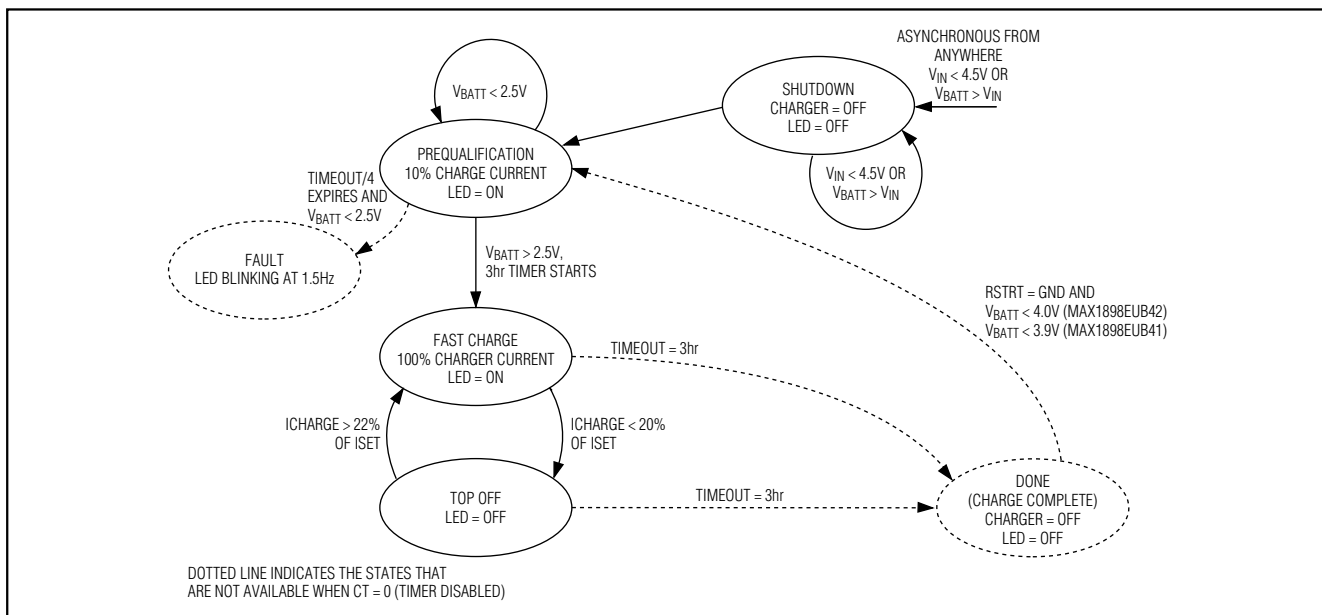 ASYNCHRONOUS FROM
ANYWHERE
VIN < 4.5V OR
VBATT > VIN
SHUTDOWN
CHARGER = OFF
LED = OFF
VIN < 4.5V OR
VBATT > VIN
VBATT < 2.5V
PREQUALIFICATION
10% CHARGE CURRENT
LED = ON
TIMEOUT/4
EXPIRES AND
VBATT < 2.5V
FAULT
LED BLINKING AT 1.5Hz
VBATT > 2.5V,
3hr TIMER STARTS
RSTRT = GND AND
VBATT < 4.0V (MAX1898EUB42)
VBATT < 3.9V (MAX1898EUB41)
FAST CHARGE
100% CHARGER CURRENT
LED = ON
TIMEOUT = 3hr
ICHARGE > 22%
OF ISET
ICHARGE < 20%
OF ISET
TOP OFF
LED = OFF
TIMEOUT = 3hr
DONE
(CHARGE COMPLETE)
CHARGER = OFF
LED = OFF
DOTTED LINE INDICATES THE STATES THAT
ARE NOT AVAILABLE WHEN CT = 0 (TIMER DISABLED)